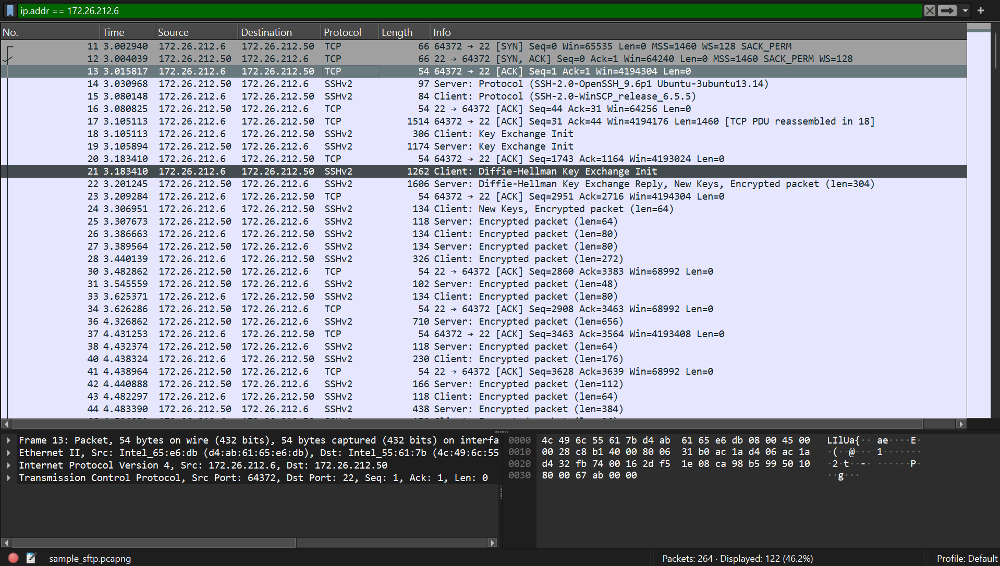 ip.addr == 172.26.212.6
No. Time Source Destination Protocol Length Info
11 3.002940 172.26.212.6 172.26.212.50 TCP 66 64372 → 22 [SYN] Seq=0 Win=65535 Len=0 MSS=1460 WS=128 SACK_PERM
12 3.004039 172.26.212.50 172.26.212.6 TCP 66 22 → 64372 [SYN, ACK] Seq=0 Ack=1 Win=64240 Len=0 MSS=1460 SACK_PERM WS=128
13 3.015817 172.26.212.6 172.26.212.50 TCP 54 64372 → 22 [ACK] Seq=1 Ack=1 Win=4194304 Len=0
14 3.030968 172.26.212.50 172.26.212.6 SSHv2 97 Server: Protocol (SSH-2.0-OpenSSH_9.6p1 Ubuntu-3ubuntu13.14)
15 3.080148 172.26.212.6 172.26.212.50 SSHv2 84 Client: Protocol (SSH-2.0-WinSCP_release_6.5.5)
16 3.080825 172.26.212.50 172.26.212.6 TCP 54 22 → 64372 [ACK] Seq=44 Ack=31 Win=64256 Len=0
17 3.105113 172.26.212.6 172.26.212.50 TCP 1514 64372 → 22 [ACK] Seq=31 Ack=44 Win=4194176 Len=1460 [TCP PDU reassembled in 18]
18 3.105113 172.26.212.6 172.26.212.50 SSHv2 306 Client: Key Exchange Init
19 3.105894 172.26.212.50 172.26.212.6 SSHv2 1174 Server: Key Exchange Init
20 3.183410 172.26.212.6 172.26.212.50 TCP 54 64372 → 22 [ACK] Seq=1743 Ack=1164 Win=4193024 Len=0
21 3.183410 172.26.212.6 172.26.212.50 SSHv2 1262 Client: Diffie-Hellman Key Exchange Init
22 3.201245 172.26.212.50 172.26.212.6 SSHv2 1606 Server: Diffie-Hellman Key Exchange Reply, New Keys, Encrypted packet (len=304)
23 3.209284 172.26.212.6 172.26.212.50 TCP 54 64372 → 22 [ACK] Seq=2951 Ack=2716 Win=4194304 Len=0
24 3.306951 172.26.212.6 172.26.212.50 SSHv2 134 Client: New Keys, Encrypted packet (len=64)
25 3.307673 172.26.212.50 172.26.212.6 SSHv2 118 Server: Encrypted packet (len=64)
26 3.386663 172.26.212.6 172.26.212.50 SSHv2 134 Client: Encrypted packet (len=80)
27 3.389564 172.26.212.50 172.26.212.6 SSHv2 134 Server: Encrypted packet (len=80)
28 3.440139 172.26.212.6 172.26.212.50 SSHv2 326 Client: Encrypted packet (len=272)
30 3.482862 172.26.212.50 172.26.212.6 TCP 54 22 → 64372 [ACK] Seq=2860 Ack=3383 Win=68992 Len=0
31 3.545559 172.26.212.50 172.26.212.6 SSHv2 102 Server: Encrypted packet (len=48)
33 3.625371 172.26.212.6 172.26.212.50 SSHv2 134 Client: Encrypted packet (len=80)
34 3.626286 172.26.212.50 172.26.212.6 TCP 54 22 → 64372 [ACK] Seq=2908 Ack=3463 Win=68992 Len=0
36 4.326862 172.26.212.50 172.26.212.6 SSHv2 710 Server: Encrypted packet (len=656)
37 4.431253 172.26.212.6 172.26.212.50 TCP 54 64372 → 22 [ACK] Seq=3463 Ack=3564 Win=4193408 Len=0
38 4.432374 172.26.212.50 172.26.212.6 SSHv2 118 Server: Encrypted packet (len=64)
40 4.438324 172.26.212.6 172.26.212.50 SSHv2 230 Client: Encrypted packet (len=176)
41 4.438964 172.26.212.50 172.26.212.6 TCP 54 22 → 64372 [ACK] Seq=3628 Ack=3639 Win=68992 Len=0
42 4.440888 172.26.212.50 172.26.212.6 SSHv2 166 Server: Encrypted packet (len=112)
43 4.482297 172.26.212.6 172.26.212.50 SSHv2 118 Client: Encrypted packet (len=64)
44 4.483390 172.26.212.50 172.26.212.6 SSHv2 438 Server: Encrypted packet (len=384)
Frame 13: Packet, 54 bytes on wire (432 bits), 54 bytes captured (432 bits) on interfa
Ethernet II, Src: Intel_65:e6:db (d4:ab:61:65:e6:db), Dst: Intel_55:61:7b (4c:49:6c:55
Internet Protocol Version 4, Src: 172.26.212.6, Dst: 172.26.212.50
Transmission Control Protocol, Src Port: 64372, Dst Port: 22, Seq: 1, Ack: 1, Len: 0
0000 4c 49 6c 55 61 7b d4 ab 61 65 e6 db 08 00 45 00 LIlUa{·· ae····E·
0010 00 28 c8 b1 40 00 80 06 31 b0 ac 1a d4 06 ac 1a ·(··@··· 1·······
0020 d4 32 fb 74 00 16 2d f5 1e 08 ca 98 b5 99 50 10 ·2·t··-· ······P·
0030 80 00 67 ab 00 00 ··g···
sample_sftp.pcapng
Packets: 264 · Displayed: 122 (46.2%)
Profile: Default